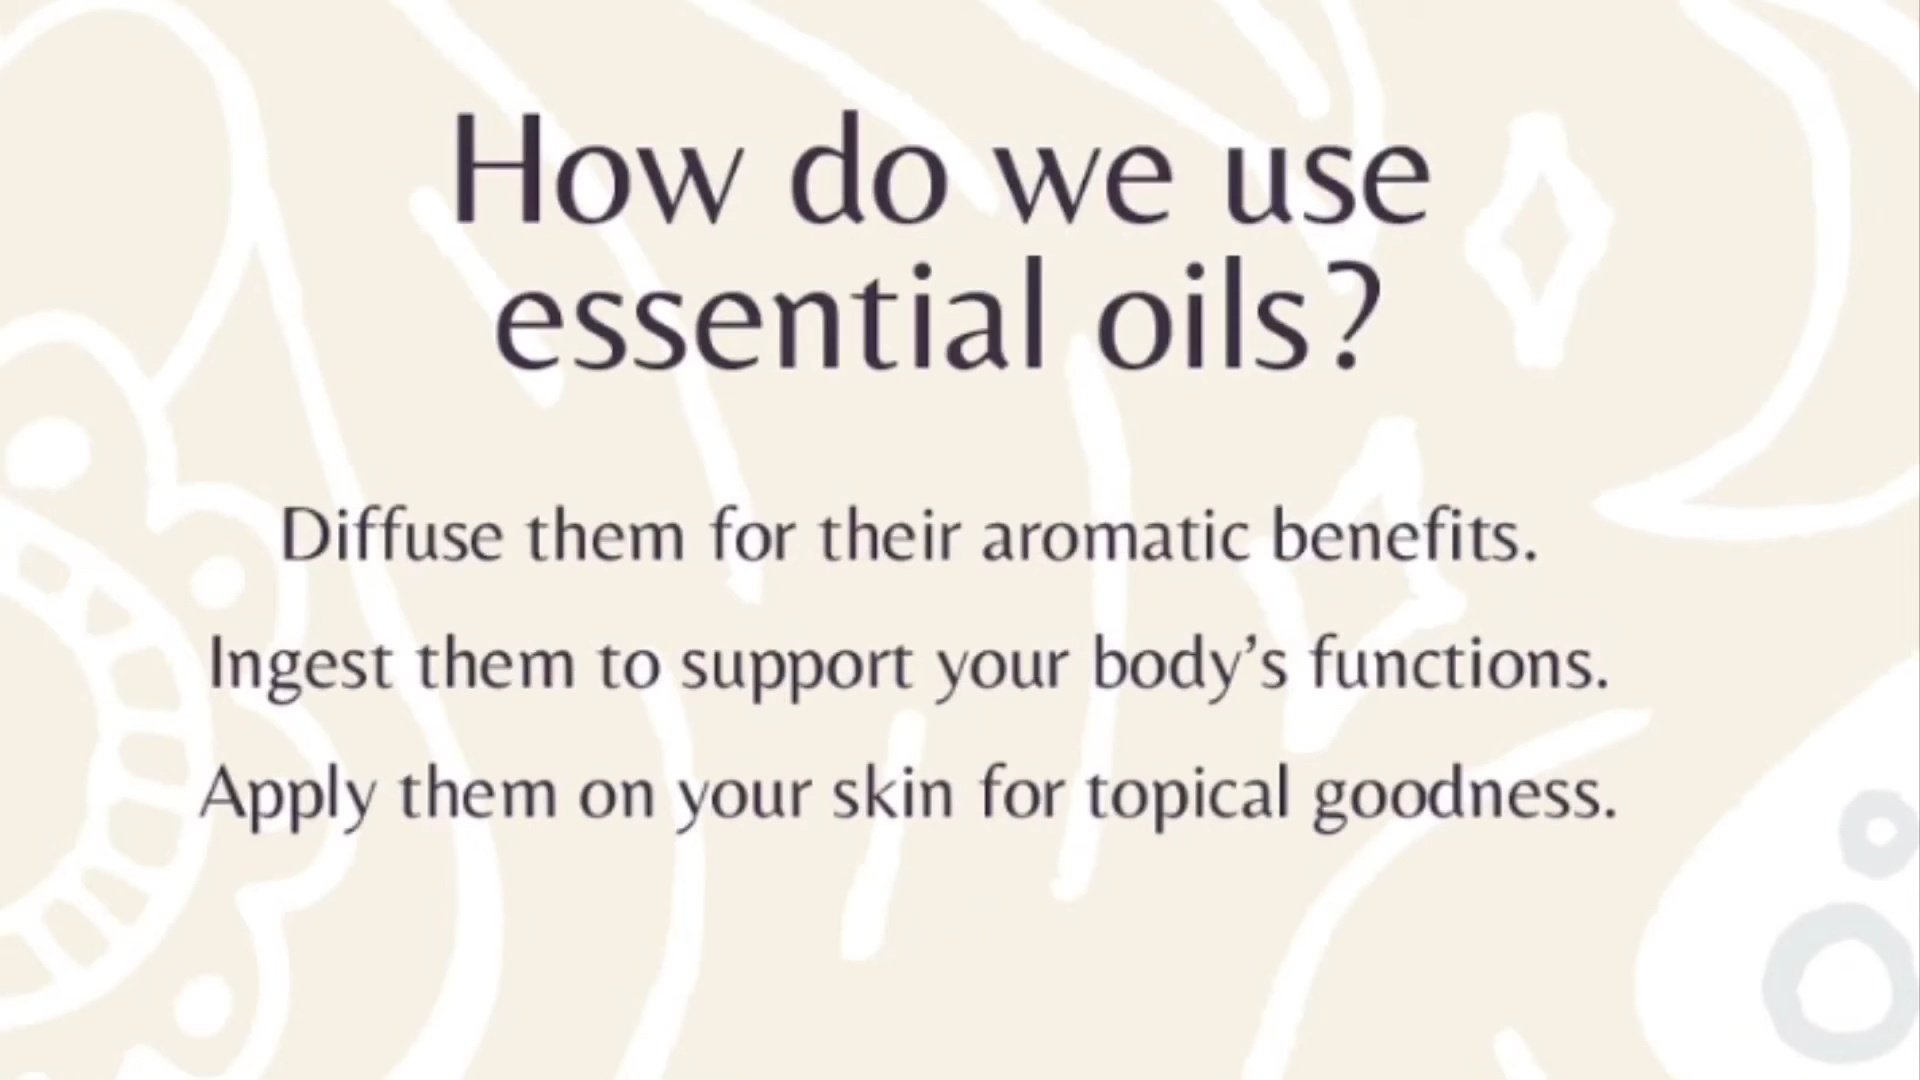 How do we use
essential oils?
Diffuse them for their aromatic benefits.
Ingest them to support your body’s functions.
Apply them on your skin for topical goodness.